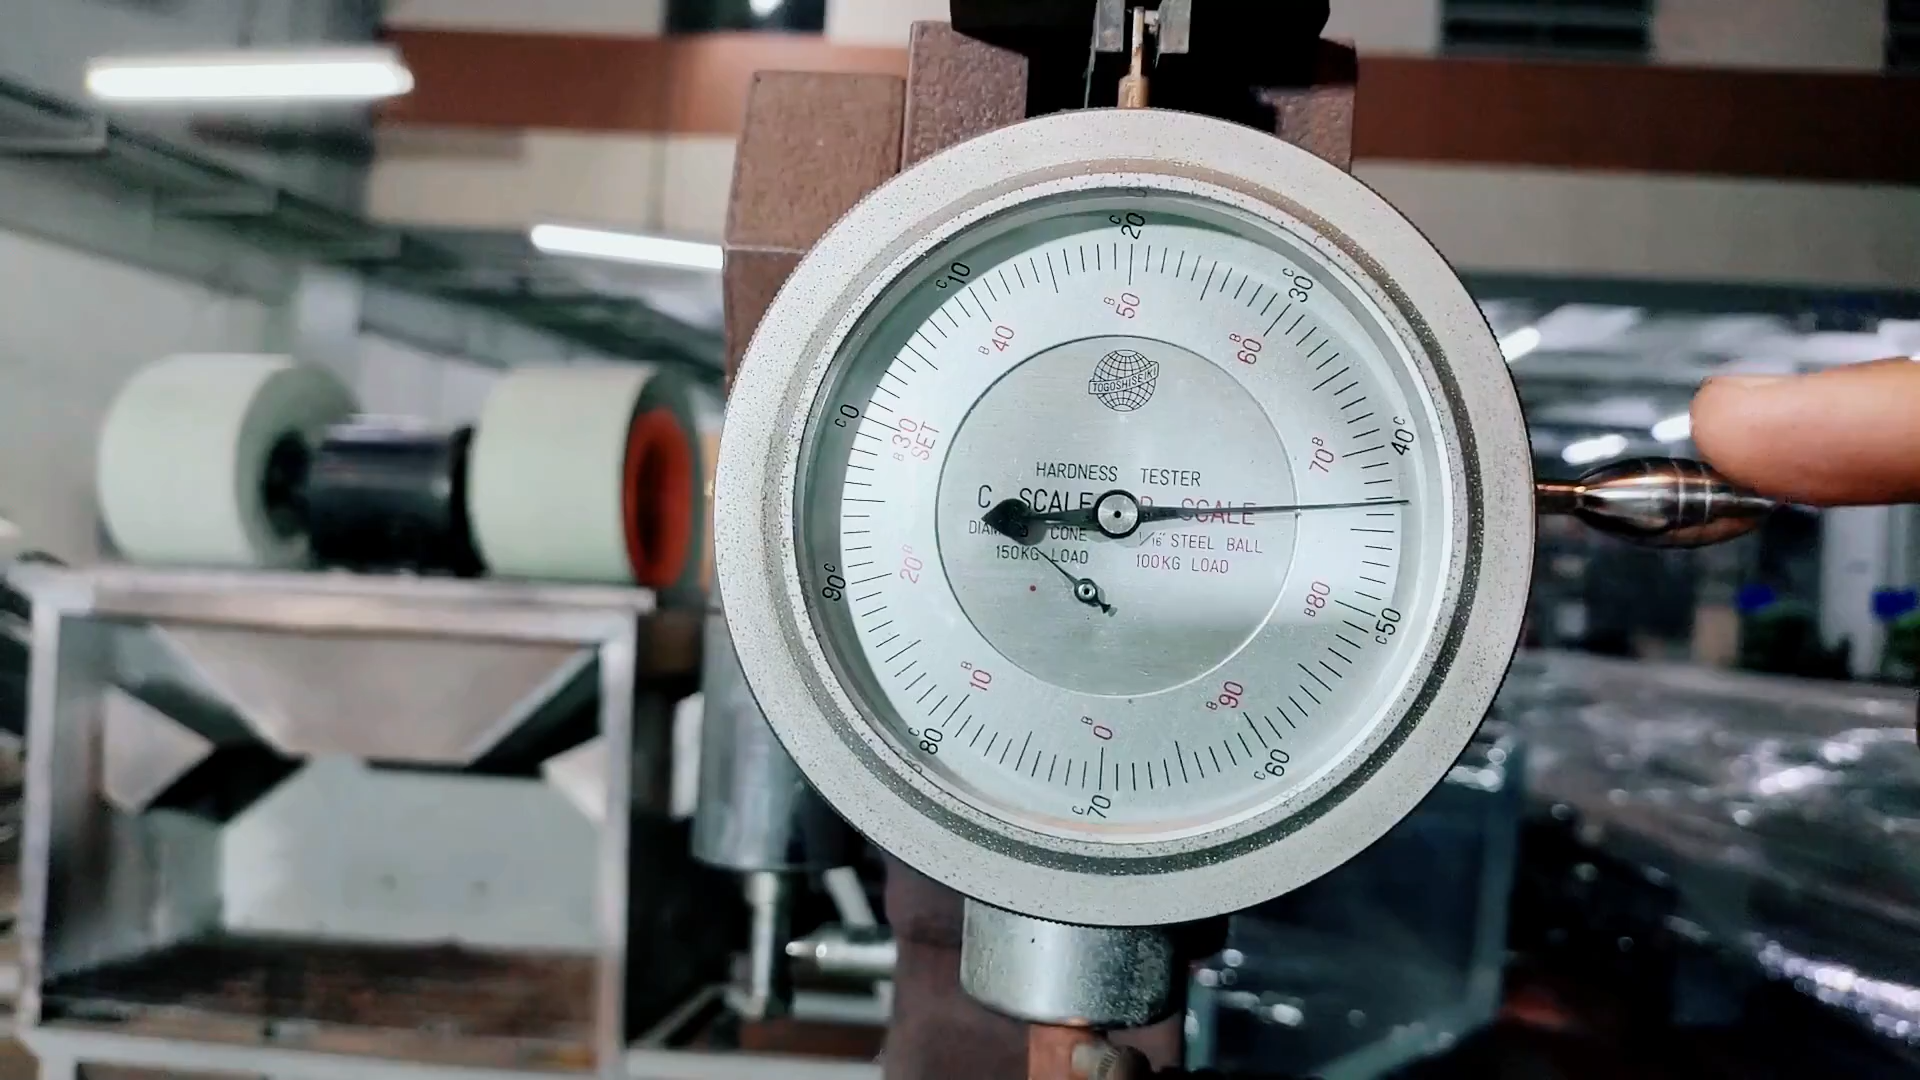 C 20
C 30
40 C
C 50
C 60
C 70
C 80
90 C
C 0
C 10
B 50
B 60
70 B
B 80
B 90
B 0
B 10
20 B
B 30
SET
B 40
TOGOSHISEIKI
HARDNESS TESTER
C SCALE B SCALE
DIAMOND CONE 1/16" STEEL BALL
150KG LOAD 100KG LOAD